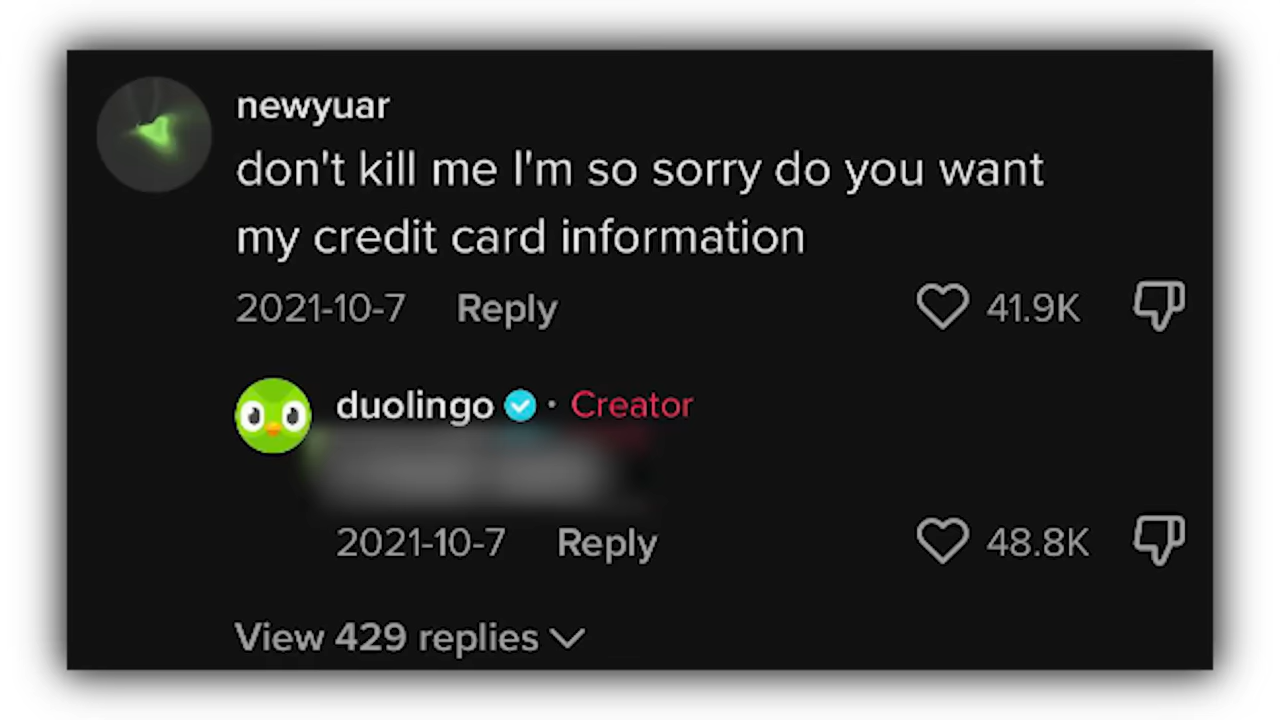 newyuar
don't kill me I'm so sorry do you want
my credit card information
2021-10-7 Reply 41.9K
duolingo · Creator
2021-10-7 Reply 48.8K
View 429 replies